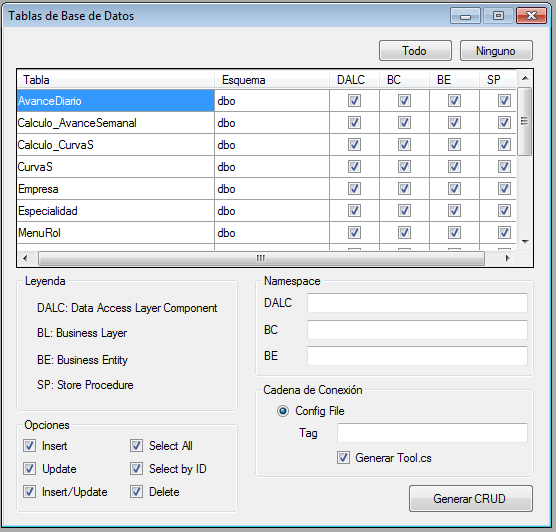 Tablas de Base de Datos
Todo Ninguno
Tabla Esquema DALC BC BE SP
AvanceDiario dbo
Calculo_AvanceSemanal dbo
Calculo_CurvaS dbo
CurvaS dbo
Empresa dbo
Especialidad dbo
MenuRol dbo
Leyenda
DALC: Data Access Layer Component
BL: Business Layer
BE: Business Entity
SP: Store Procedure
Namespace
DALC
BC
BE
Cadena de Conexión
Config File
Tag
Generar Tool.cs
Opciones
Insert Select All
Update Select by ID
Insert/Update Delete
Generar CRUD